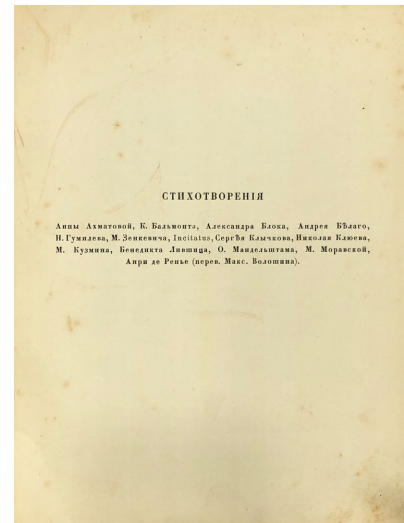 СТИХОТВОРЕНІЯ
Анны Ахматовой, К. Бальмонта, Александра Блока, Андрея Бѣлаго,
Н. Гумилева, М. Зенкевича, Incitatus, Сергѣя Клычкова, Николая Клюева,
М. Кузмина, Бенедикта Лившица, О. Мандельштама, М. Моравской,
Анри де Ренье (перев. Макс. Волошина).